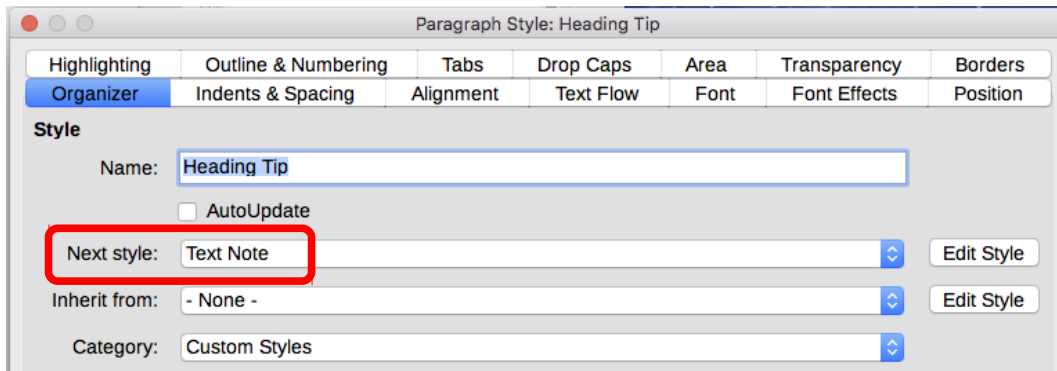 Paragraph Style: Heading Tip
Highlighting Outline & Numbering Tabs Drop Caps Area Transparency Borders
Organizer Indents & Spacing Alignment Text Flow Font Font Effects Position
Style
Name: Heading Tip
AutoUpdate
Next style: Text Note Edit Style
Inherit from: - None - Edit Style
Category: Custom Styles